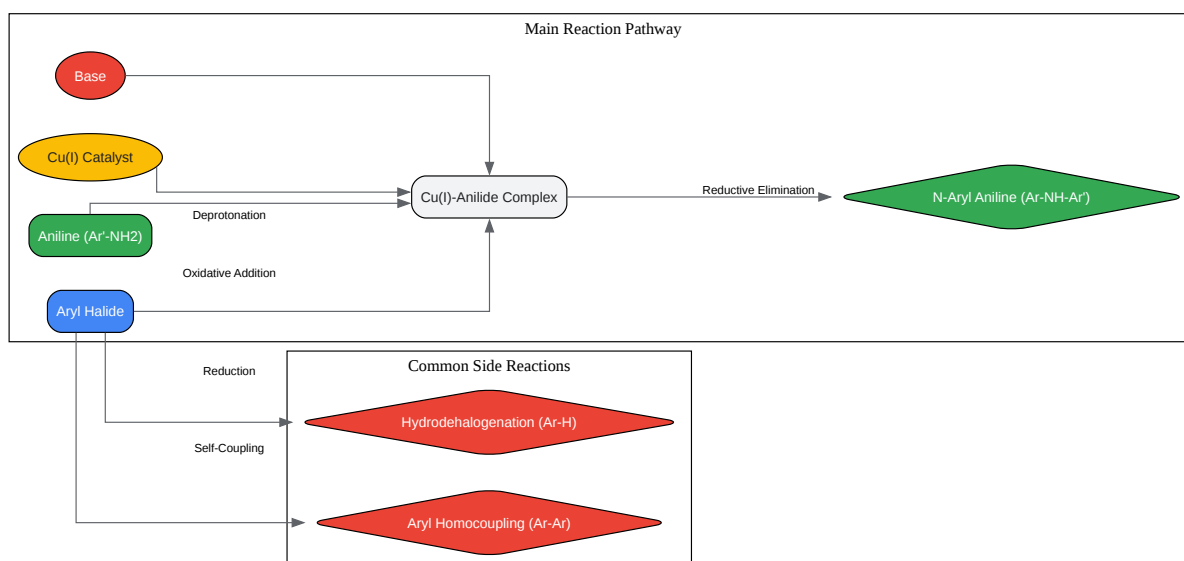 Main Reaction Pathway
Base
Cu(I) Catalyst
Cu(I)-Anilide Complex
Reductive Elimination
N-Aryl Aniline (Ar-NH-Ar')
Deprotonation
Aniline (Ar'-NH2)
Oxidative Addition
Aryl Halide
Common Side Reactions
Reduction
Hydrodehalogenation (Ar-H)
Self-Coupling
Aryl Homocoupling (Ar-Ar)